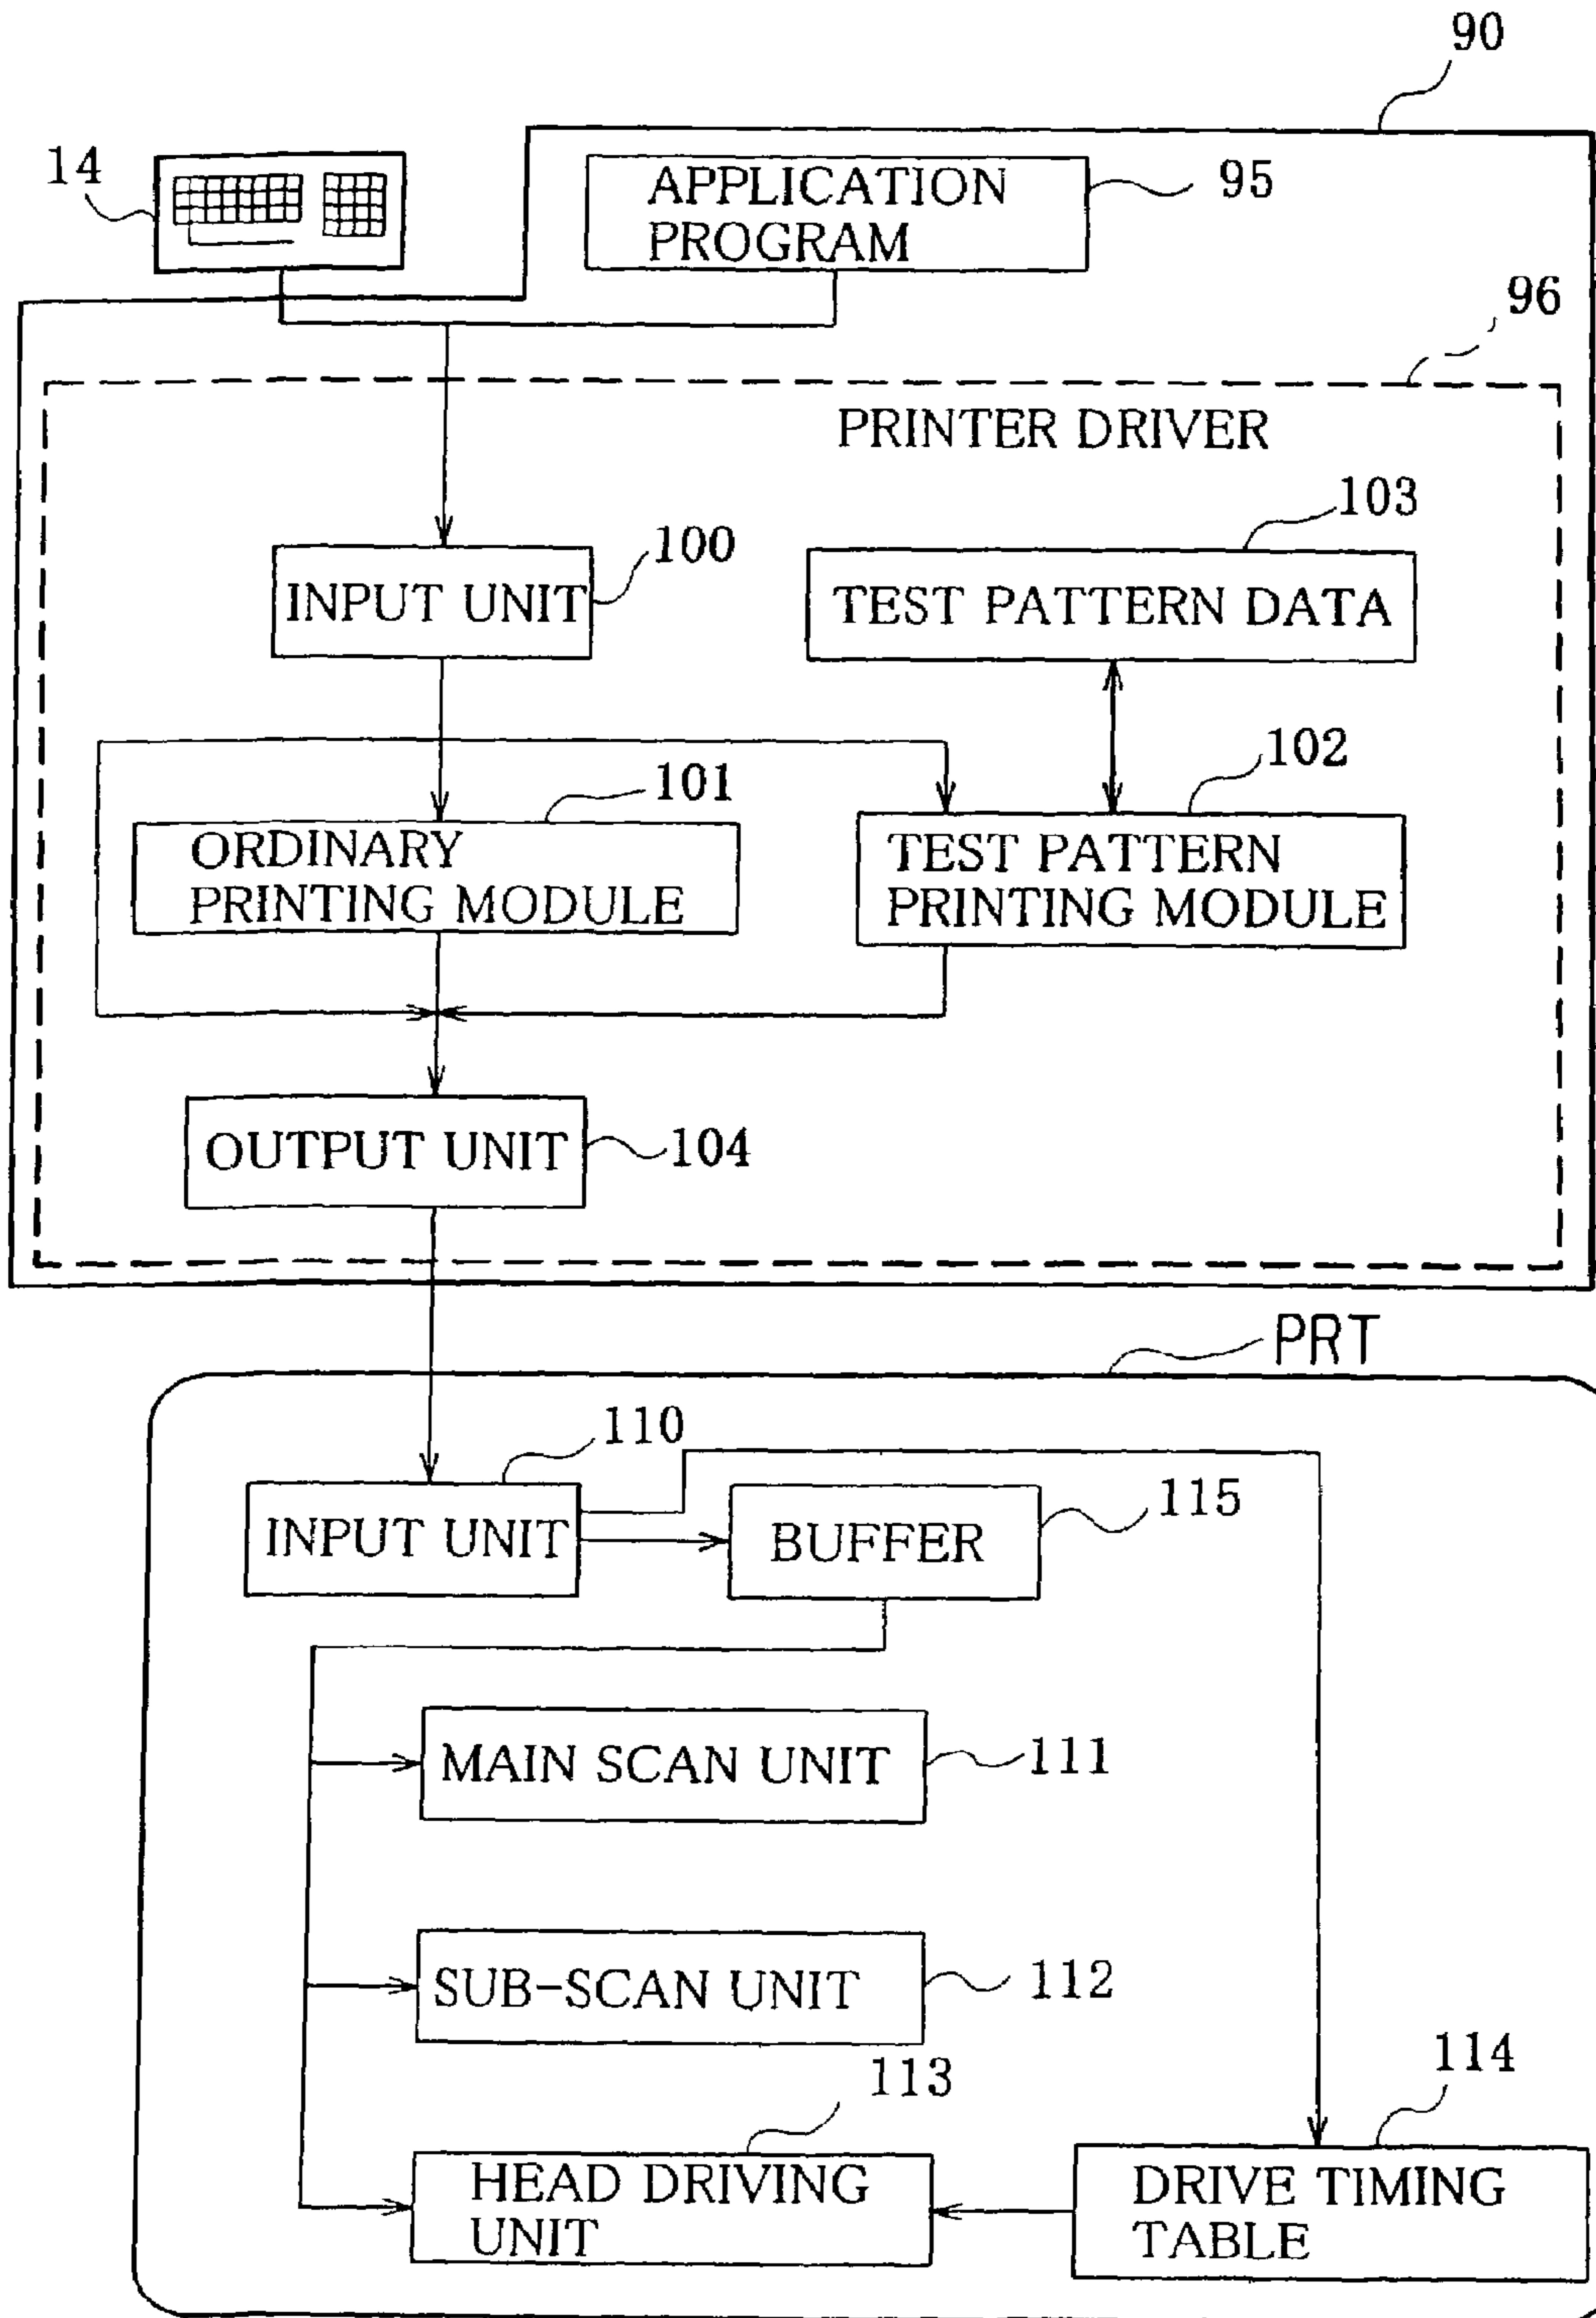 90
14
APPLICATION
PROGRAM
95
96
PRINTER DRIVER
103
100
INPUT UNIT
TEST PATTERN DATA
102
101
ORDINARY
PRINTING MODULE
TEST PATTERN
PRINTING MODULE
OUTPUT UNIT
104
PRT
110
115
INPUT UNIT
BUFFER
MAIN SCAN UNIT
111
SUB-SCAN UNIT
112
113
114
HEAD DRIVING
UNIT
DRIVE TIMING
TABLE